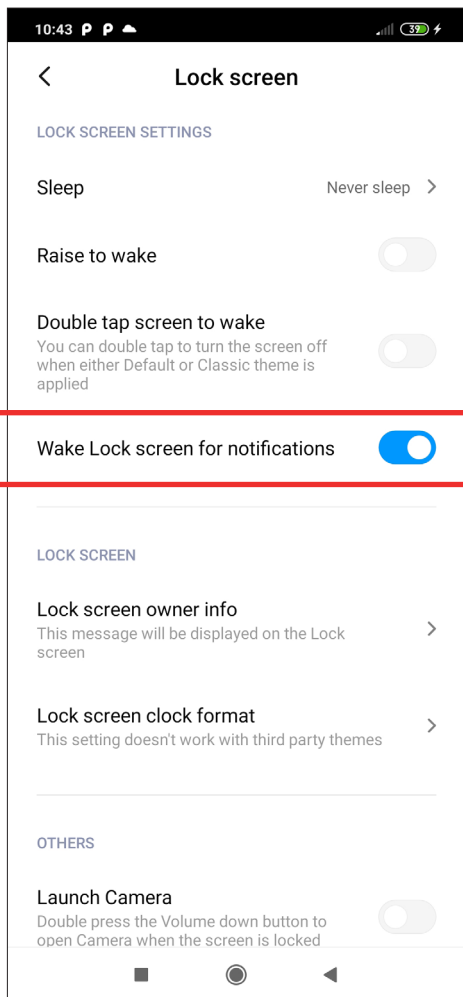 10:43 P P
39
Lock screen
LOCK SCREEN SETTINGS
Sleep
Never sleep
Raise to wake
Double tap screen to wake
You can double tap to turn the screen off
when either Default or Classic theme is
applied
Wake Lock screen for notifications
LOCK SCREEN
Lock screen owner info
This message will be displayed on the Lock
screen
Lock screen clock format
This setting doesn't work with third party themes
OTHERS
Launch Camera
Double press the Volume down button to
open Camera when the screen is locked